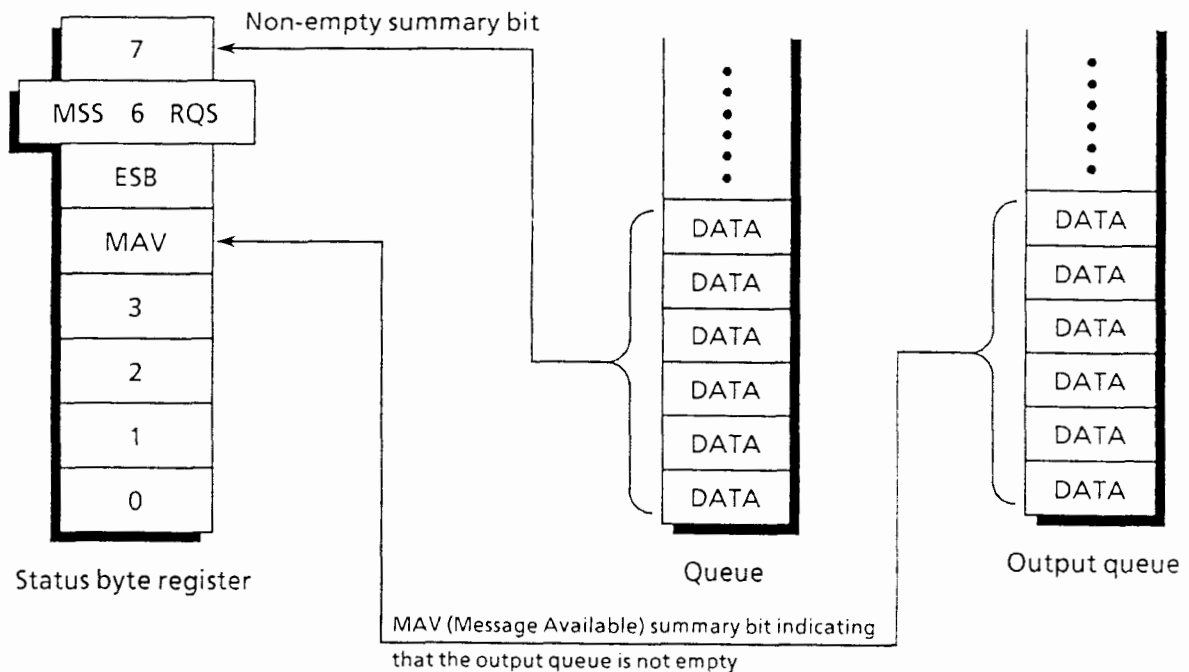 Non-empty summary bit
7
MSS 6 RQS
ESB
MAV
3
2
1
0
Status byte register
DATA
DATA
DATA
DATA
DATA
DATA
Queue
DATA
DATA
DATA
DATA
DATA
DATA
Output queue
MAV (Message Available) summary bit indicating
that the output queue is not empty